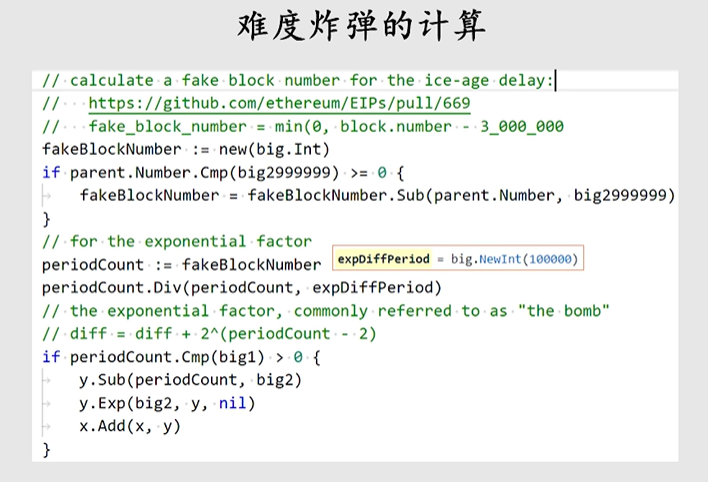 难度炸弹的计算
// calculate a fake block number for the ice-age delay:
//   https://github.com/ethereum/EIPs/pull/669
//   fake_block_number = min(0, block.number - 3_000_000
fakeBlockNumber := new(big.Int)
if parent.Number.Cmp(big2999999) >= 0 {
    fakeBlockNumber = fakeBlockNumber.Sub(parent.Number, big2999999)
}
// for the exponential factor
periodCount := fakeBlockNumber
expDiffPeriod = big.NewInt(100000)
periodCount.Div(periodCount, expDiffPeriod)
// the exponential factor, commonly referred to as "the bomb"
// diff = diff + 2^(periodCount - 2)
if periodCount.Cmp(big1) > 0 {
    y.Sub(periodCount, big2)
    y.Exp(big2, y, nil)
    x.Add(x, y)
}